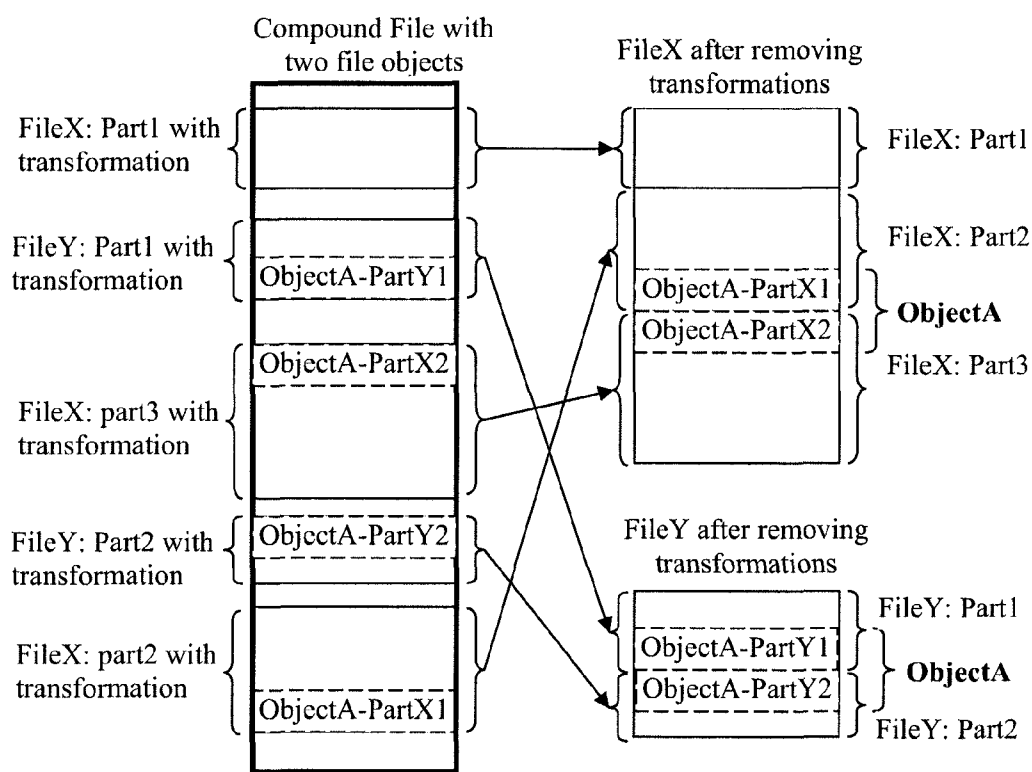 Compound File with
two file objects
FileX: Part1 with
transformation
FileY: Part1 with
transformation
ObjectA-PartY1
ObjectA-PartX2
FileX: part3 with
transformation
FileY: Part2 with
transformation
ObjectA-PartY2
FileX: part2 with
transformation
ObjectA-PartX1
FileX after removing
transformations
FileX: Part1
FileX: Part2
ObjectA-PartX1
ObjectA
ObjectA-PartX2
FileX: Part3
FileY after removing
transformations
FileY: Part1
ObjectA-PartY1
ObjectA
ObjectA-PartY2
FileY: Part2